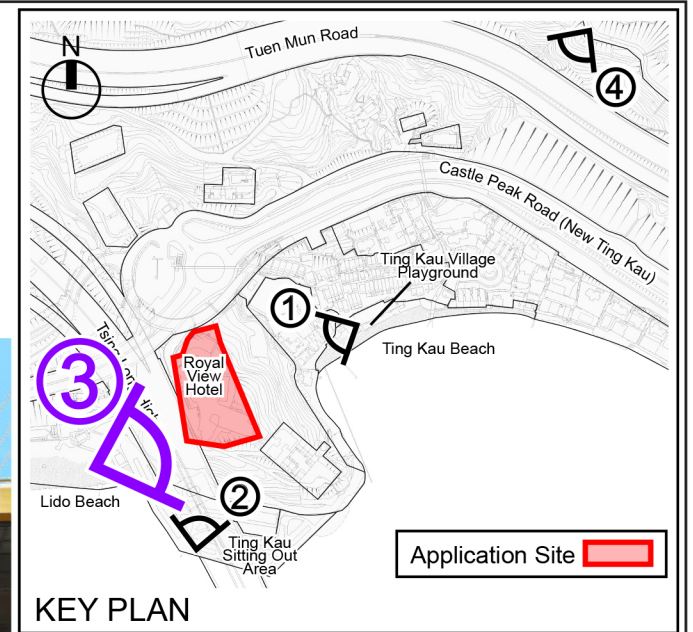 N
Tuen Mun Road
4
Castle Peak Road (New Ting Kau)
Ting Kau Village
Playground
1
Ting Kau Beach
Royal
View
Hotel
3
Lido Beach
2
Ting Kau
Sitting Out
Area
Application Site
KEY PLAN